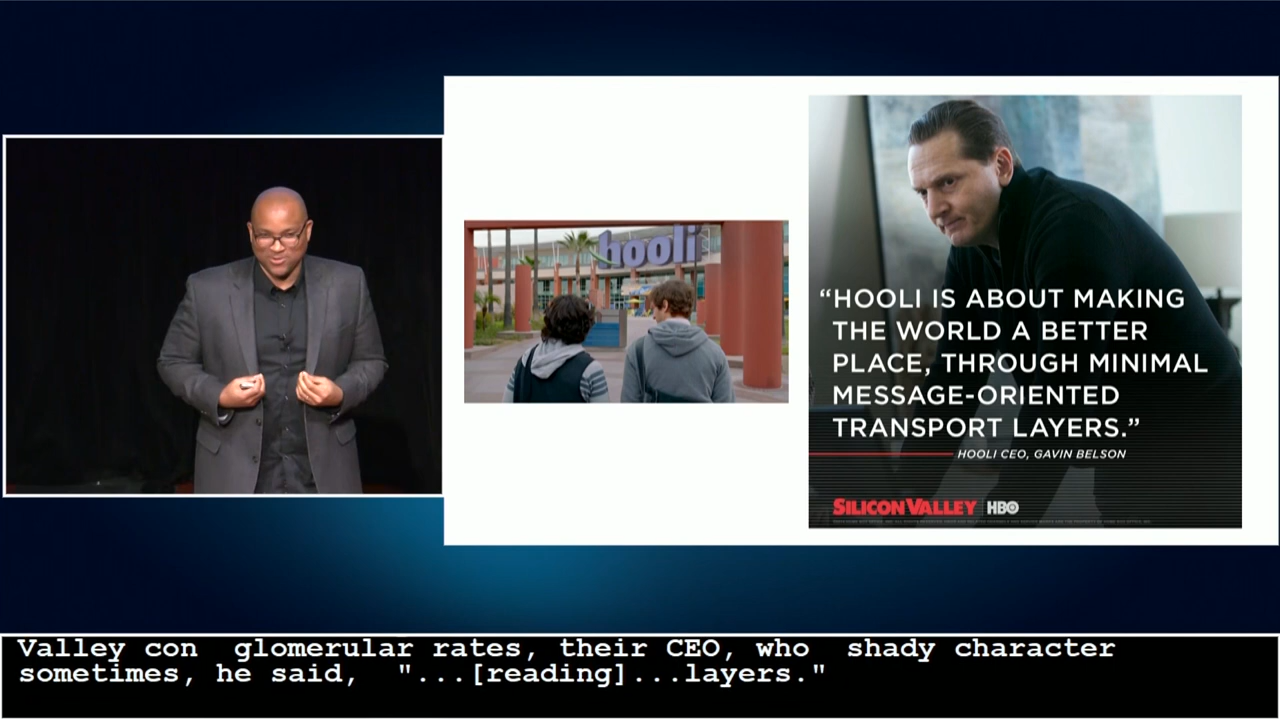 hooli
“HOOLI IS ABOUT MAKING
THE WORLD A BETTER
PLACE, THROUGH MINIMAL
MESSAGE-ORIENTED
TRANSPORT LAYERS.”
HOOLI CEO, GAVIN BELSON
SILICON VALLEY HBO
Valley con glomerular rates, their CEO, who shady character
sometimes, he said, "...[reading]...layers."